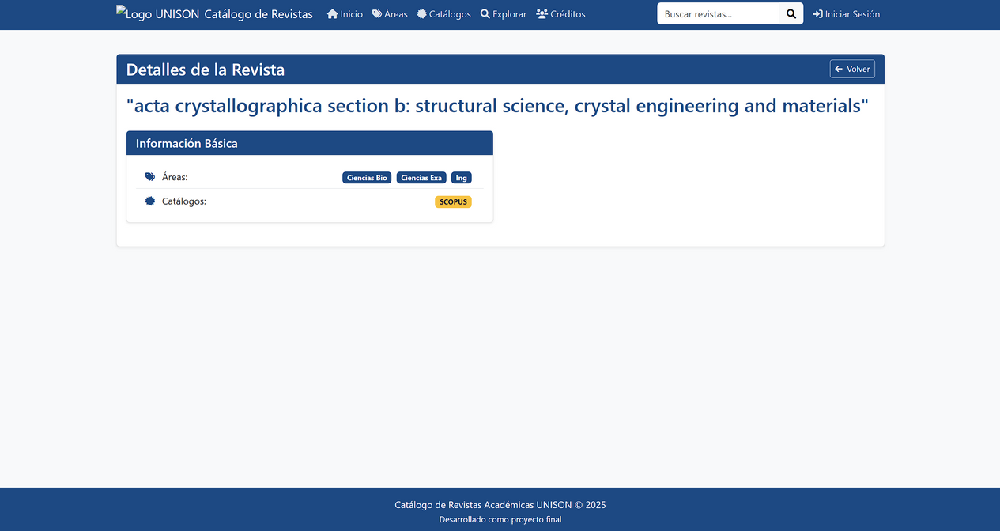 Logo UNISON Catálogo de Revistas Inicio Áreas Catálogos Explorar Créditos Buscar revistas... Iniciar Sesión
Detalles de la Revista Volver
"acta crystallographica section b: structural science, crystal engineering and materials"
Información Básica
Áreas: Ciencias Bio Ciencias Exa Ing
Catálogos: SCOPUS
Catálogo de Revistas Académicas UNISON © 2025
Desarrollado como proyecto final